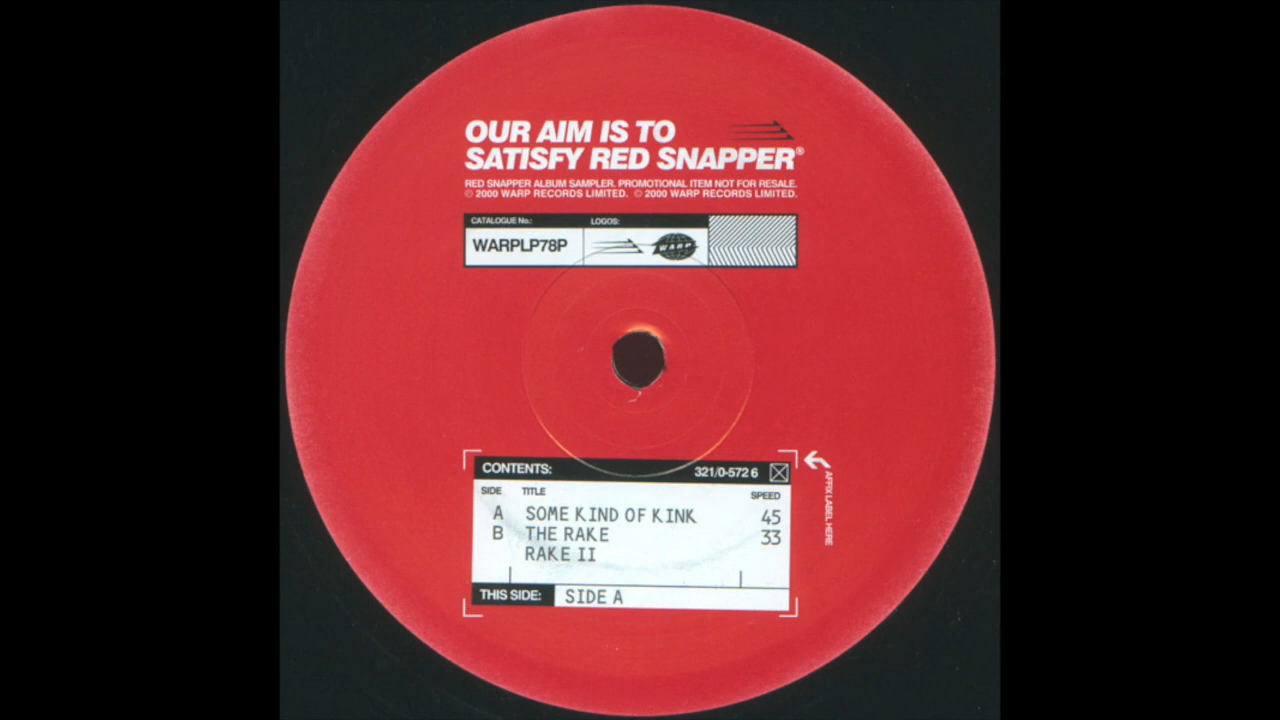 OUR AIM IS TO
SATISFY RED SNAPPER®
RED SNAPPER ALBUM SAMPLER. PROMOTIONAL ITEM NOT FOR RESALE.
© 2000 WARP RECORDS LIMITED. © 2000 WARP RECORDS LIMITED.
CATALOGUE No.: LOGOS:
WARPLP78P WARP
CONTENTS: 321/0-572 6
SIDE TITLE SPEED
A SOME KIND OF KINK 45
B THE RAKE 33
RAKE II
THIS SIDE: SIDE A
AFFIX LABEL HERE